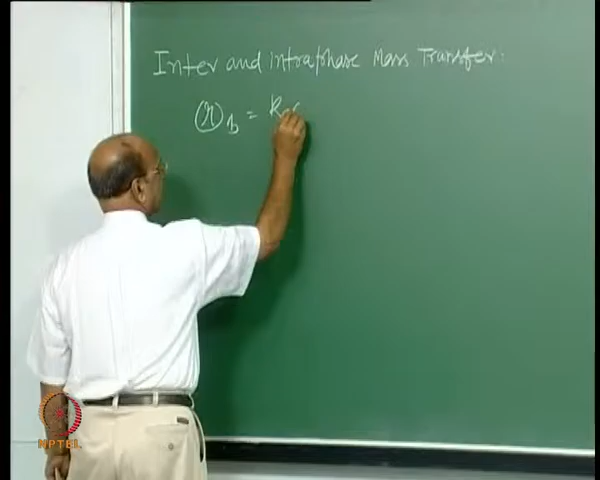 Inter and intraphase Mass Transfer.
(r)b = k
NPTEL